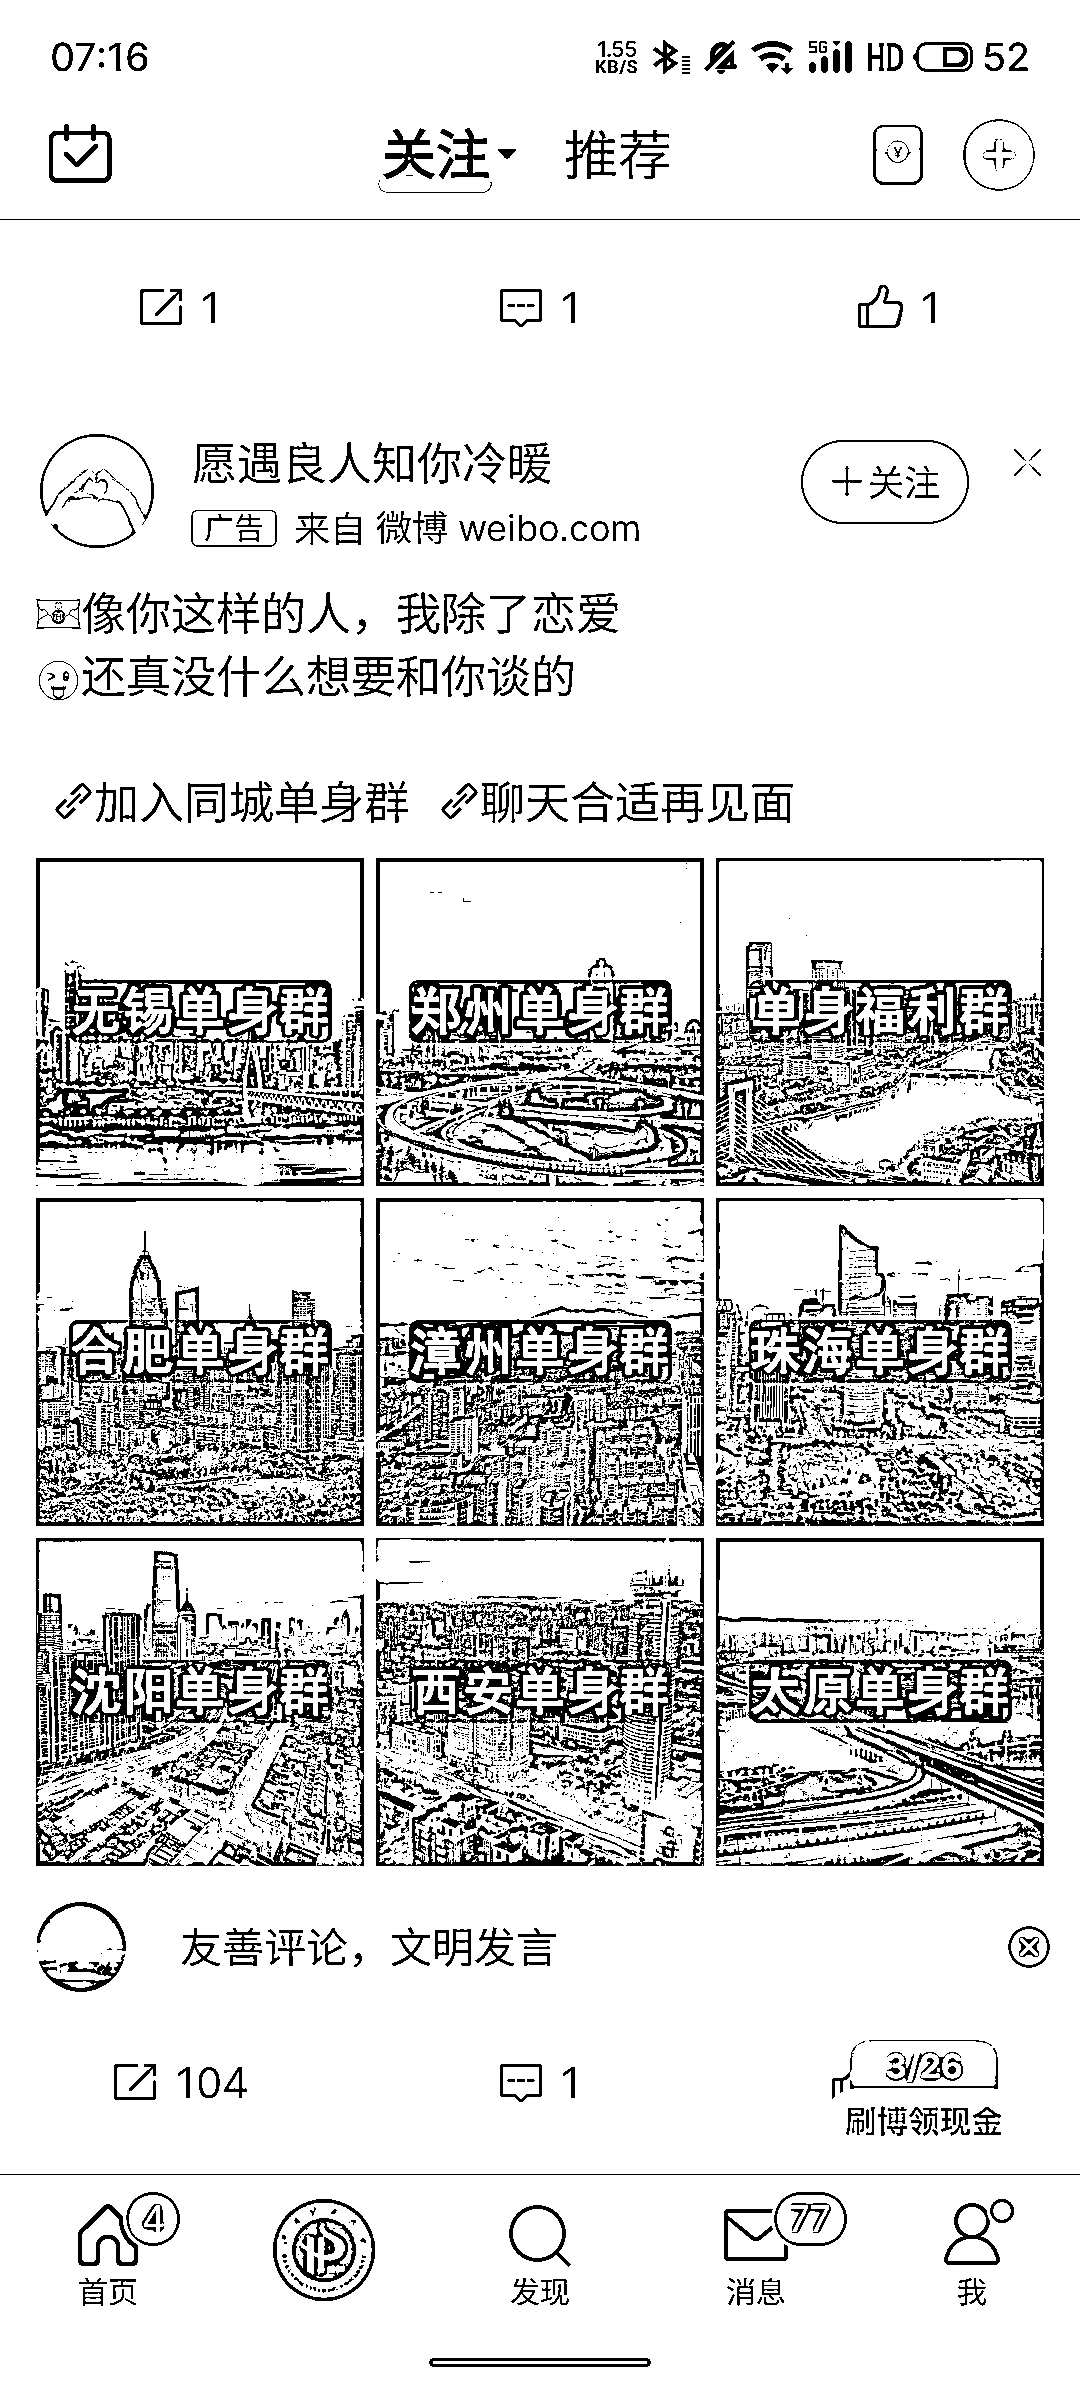 07:16 1.55 KB/S 5G HD 52
关注 推荐
1 1 1
愿遇良人知你冷暖
+关注
广告 来自 微博 weibo.com
像你这样的人，我除了恋爱
还真没什么想要和你谈的
加入同城单身群 聊天合适再见面
无锡单身群 郑州单身群 单身福利群
合肥单身群 漳州单身群 珠海单身群
沈阳单身群 西安单身群 太原单身群
友善评论，文明发言
104 1 3/26
刷博领现金
4 77
首页 发现 消息 我